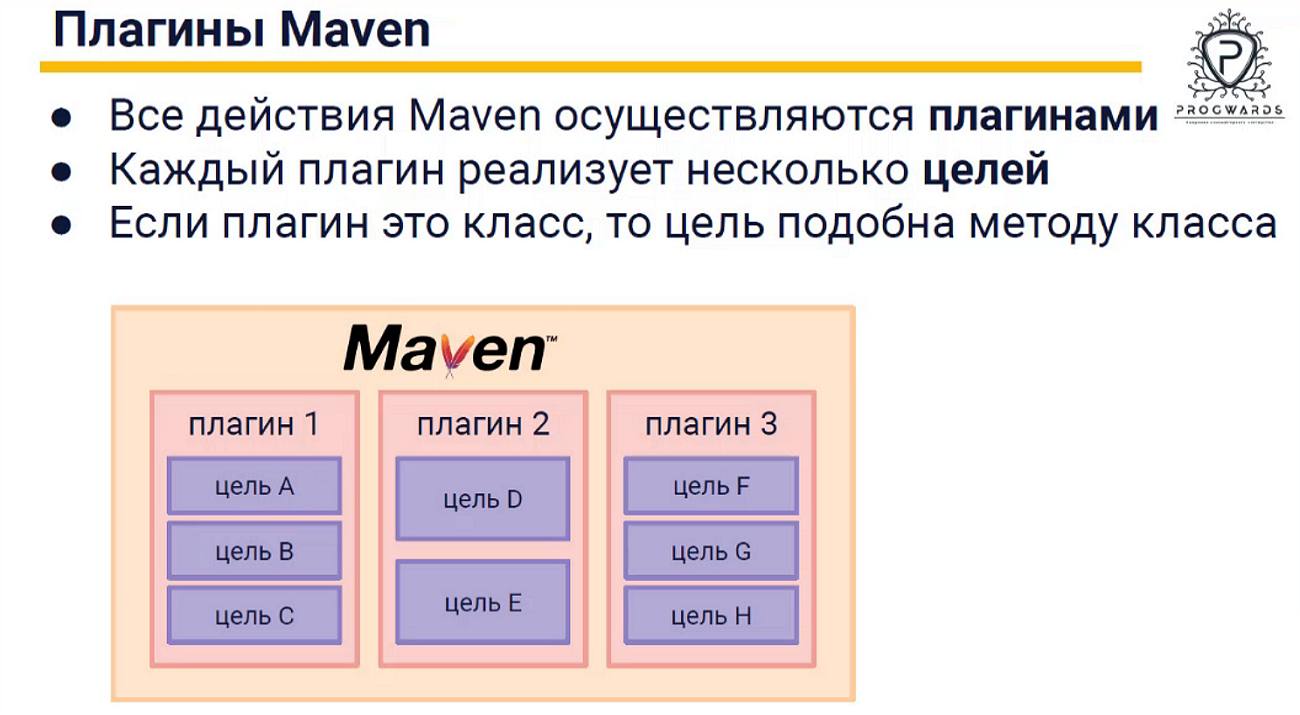 Плагины Maven
PROGWARDS
● Все действия Maven осуществляются плагинами
● Каждый плагин реализует несколько целей
● Если плагин это класс, то цель подобна методу класса
Maven™
плагин 1
цель A
цель B
цель C
плагин 2
цель D
цель E
плагин 3
цель F
цель G
цель H